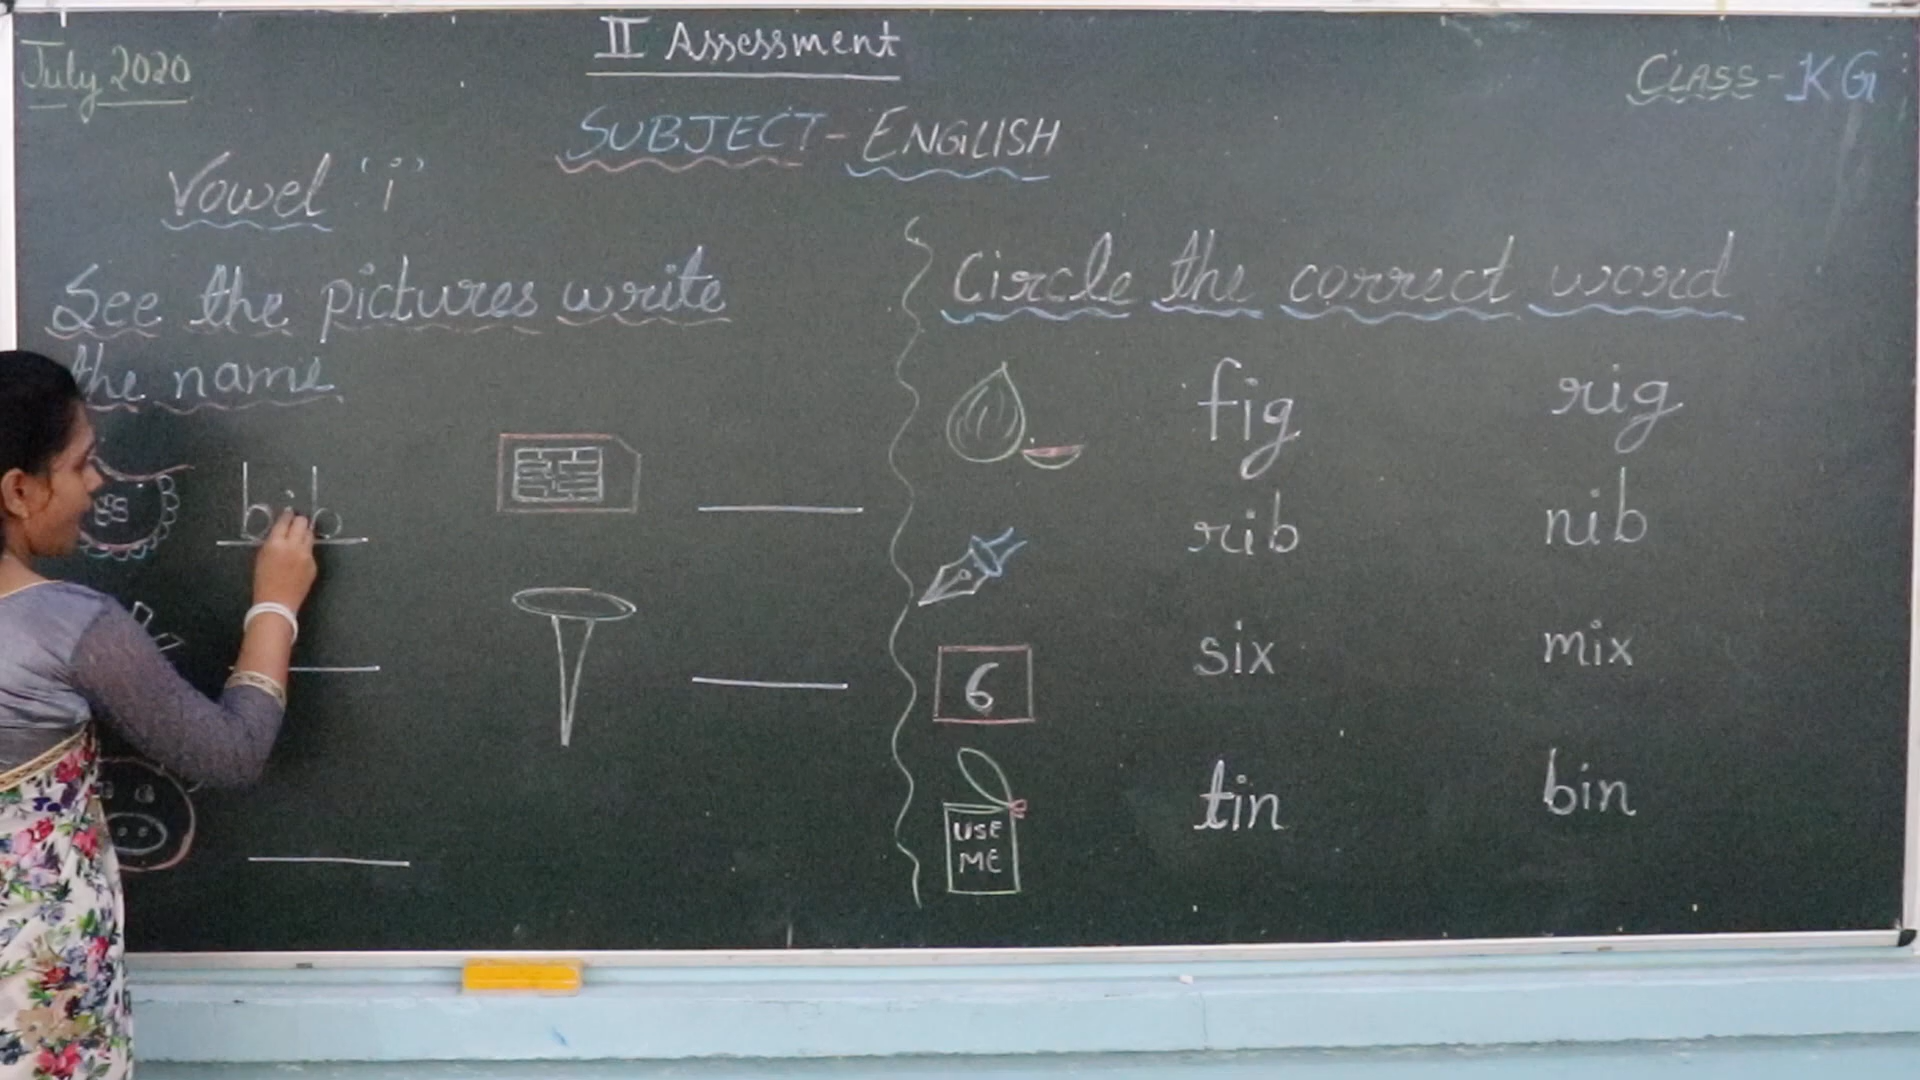 July 2020
II Assessment
CLASS - KG
SUBJECT - ENGLISH
Vowel 'i'
See the pictures write
the name
bib
Circle the correct word
fig rig
rib nib
6
six mix
tin bin
USE
ME